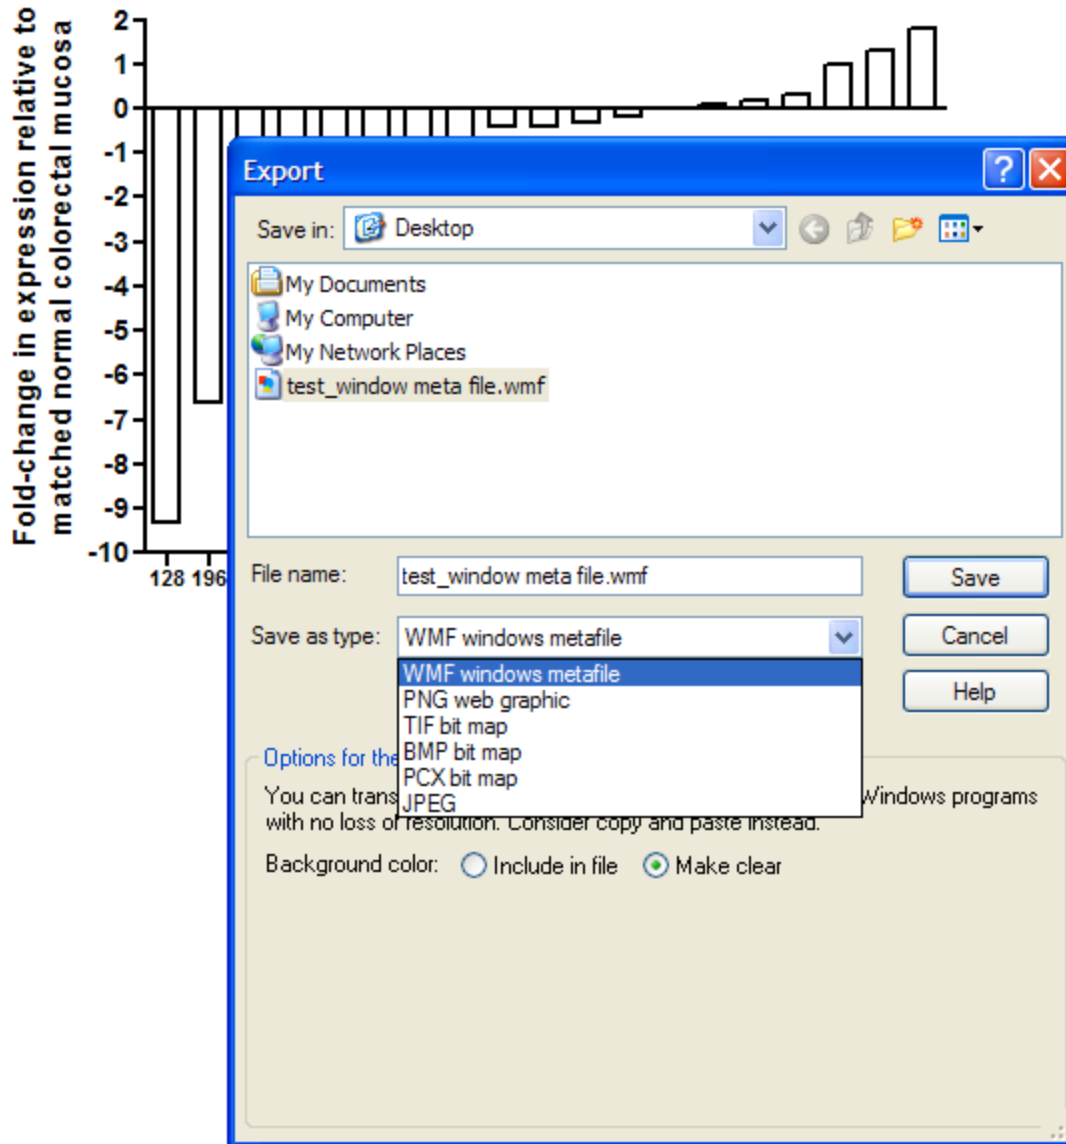 Fold-change in expression relative to
matched normal colorectal mucosa
2
1
0
-1
-2
-3
-4
-5
-6
-7
-8
-9
-10
128 196
Export
Save in: Desktop
My Documents
My Computer
My Network Places
test_window meta file.wmf
File name: test_window meta file.wmf Save
Save as type: WMF windows metafile Cancel
WMF windows metafile
PNG web graphic Help
TIF bit map
BMP bit map
Options for the
PCX bit map
JPEG
You can trans Windows programs
with no loss of resolution. Consider copy and paste instead.
Background color: Include in file Make clear